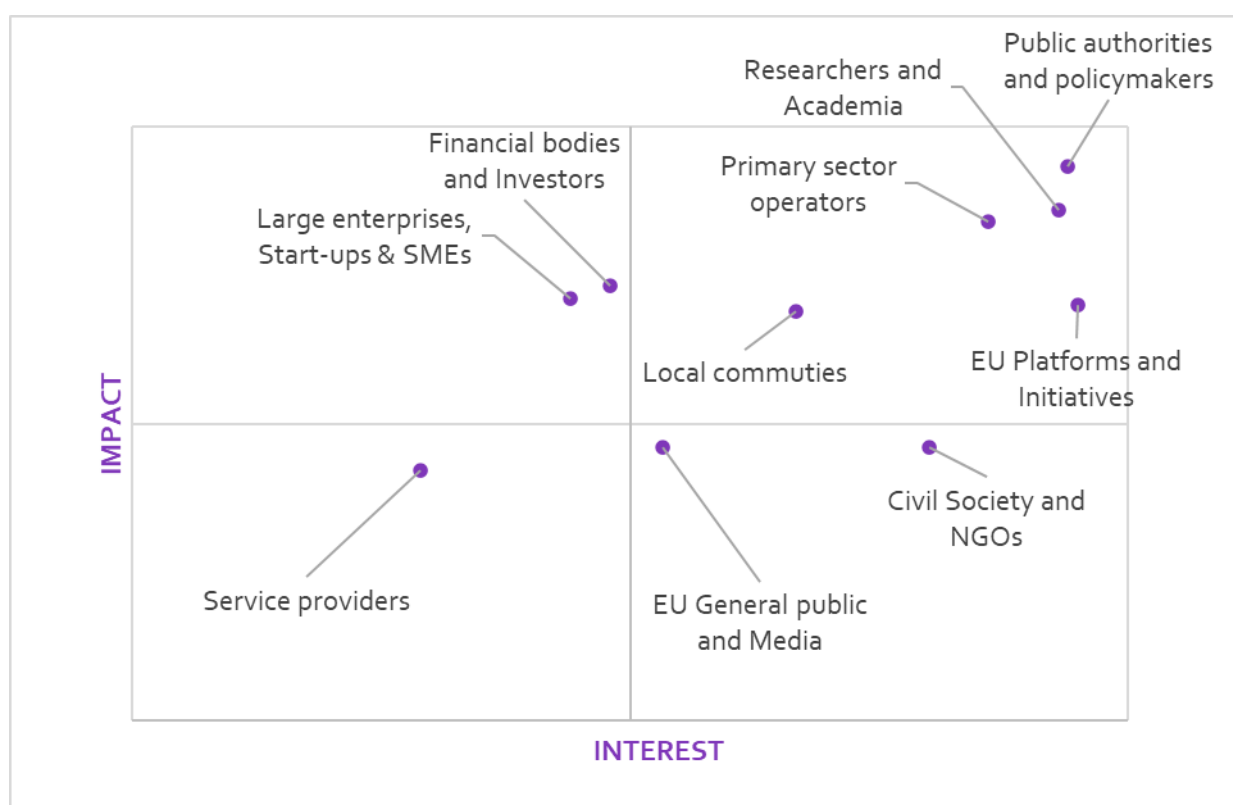 Public authorities
and policymakers
Researchers and
Academia
Financial bodies
and Investors
Primary sector
operators
Large enterprises,
Start-ups & SMEs
Local commuties
EU Platforms and
Initiatives
IMPACT
Civil Society and
NGOs
Service providers
EU General public
and Media
INTEREST